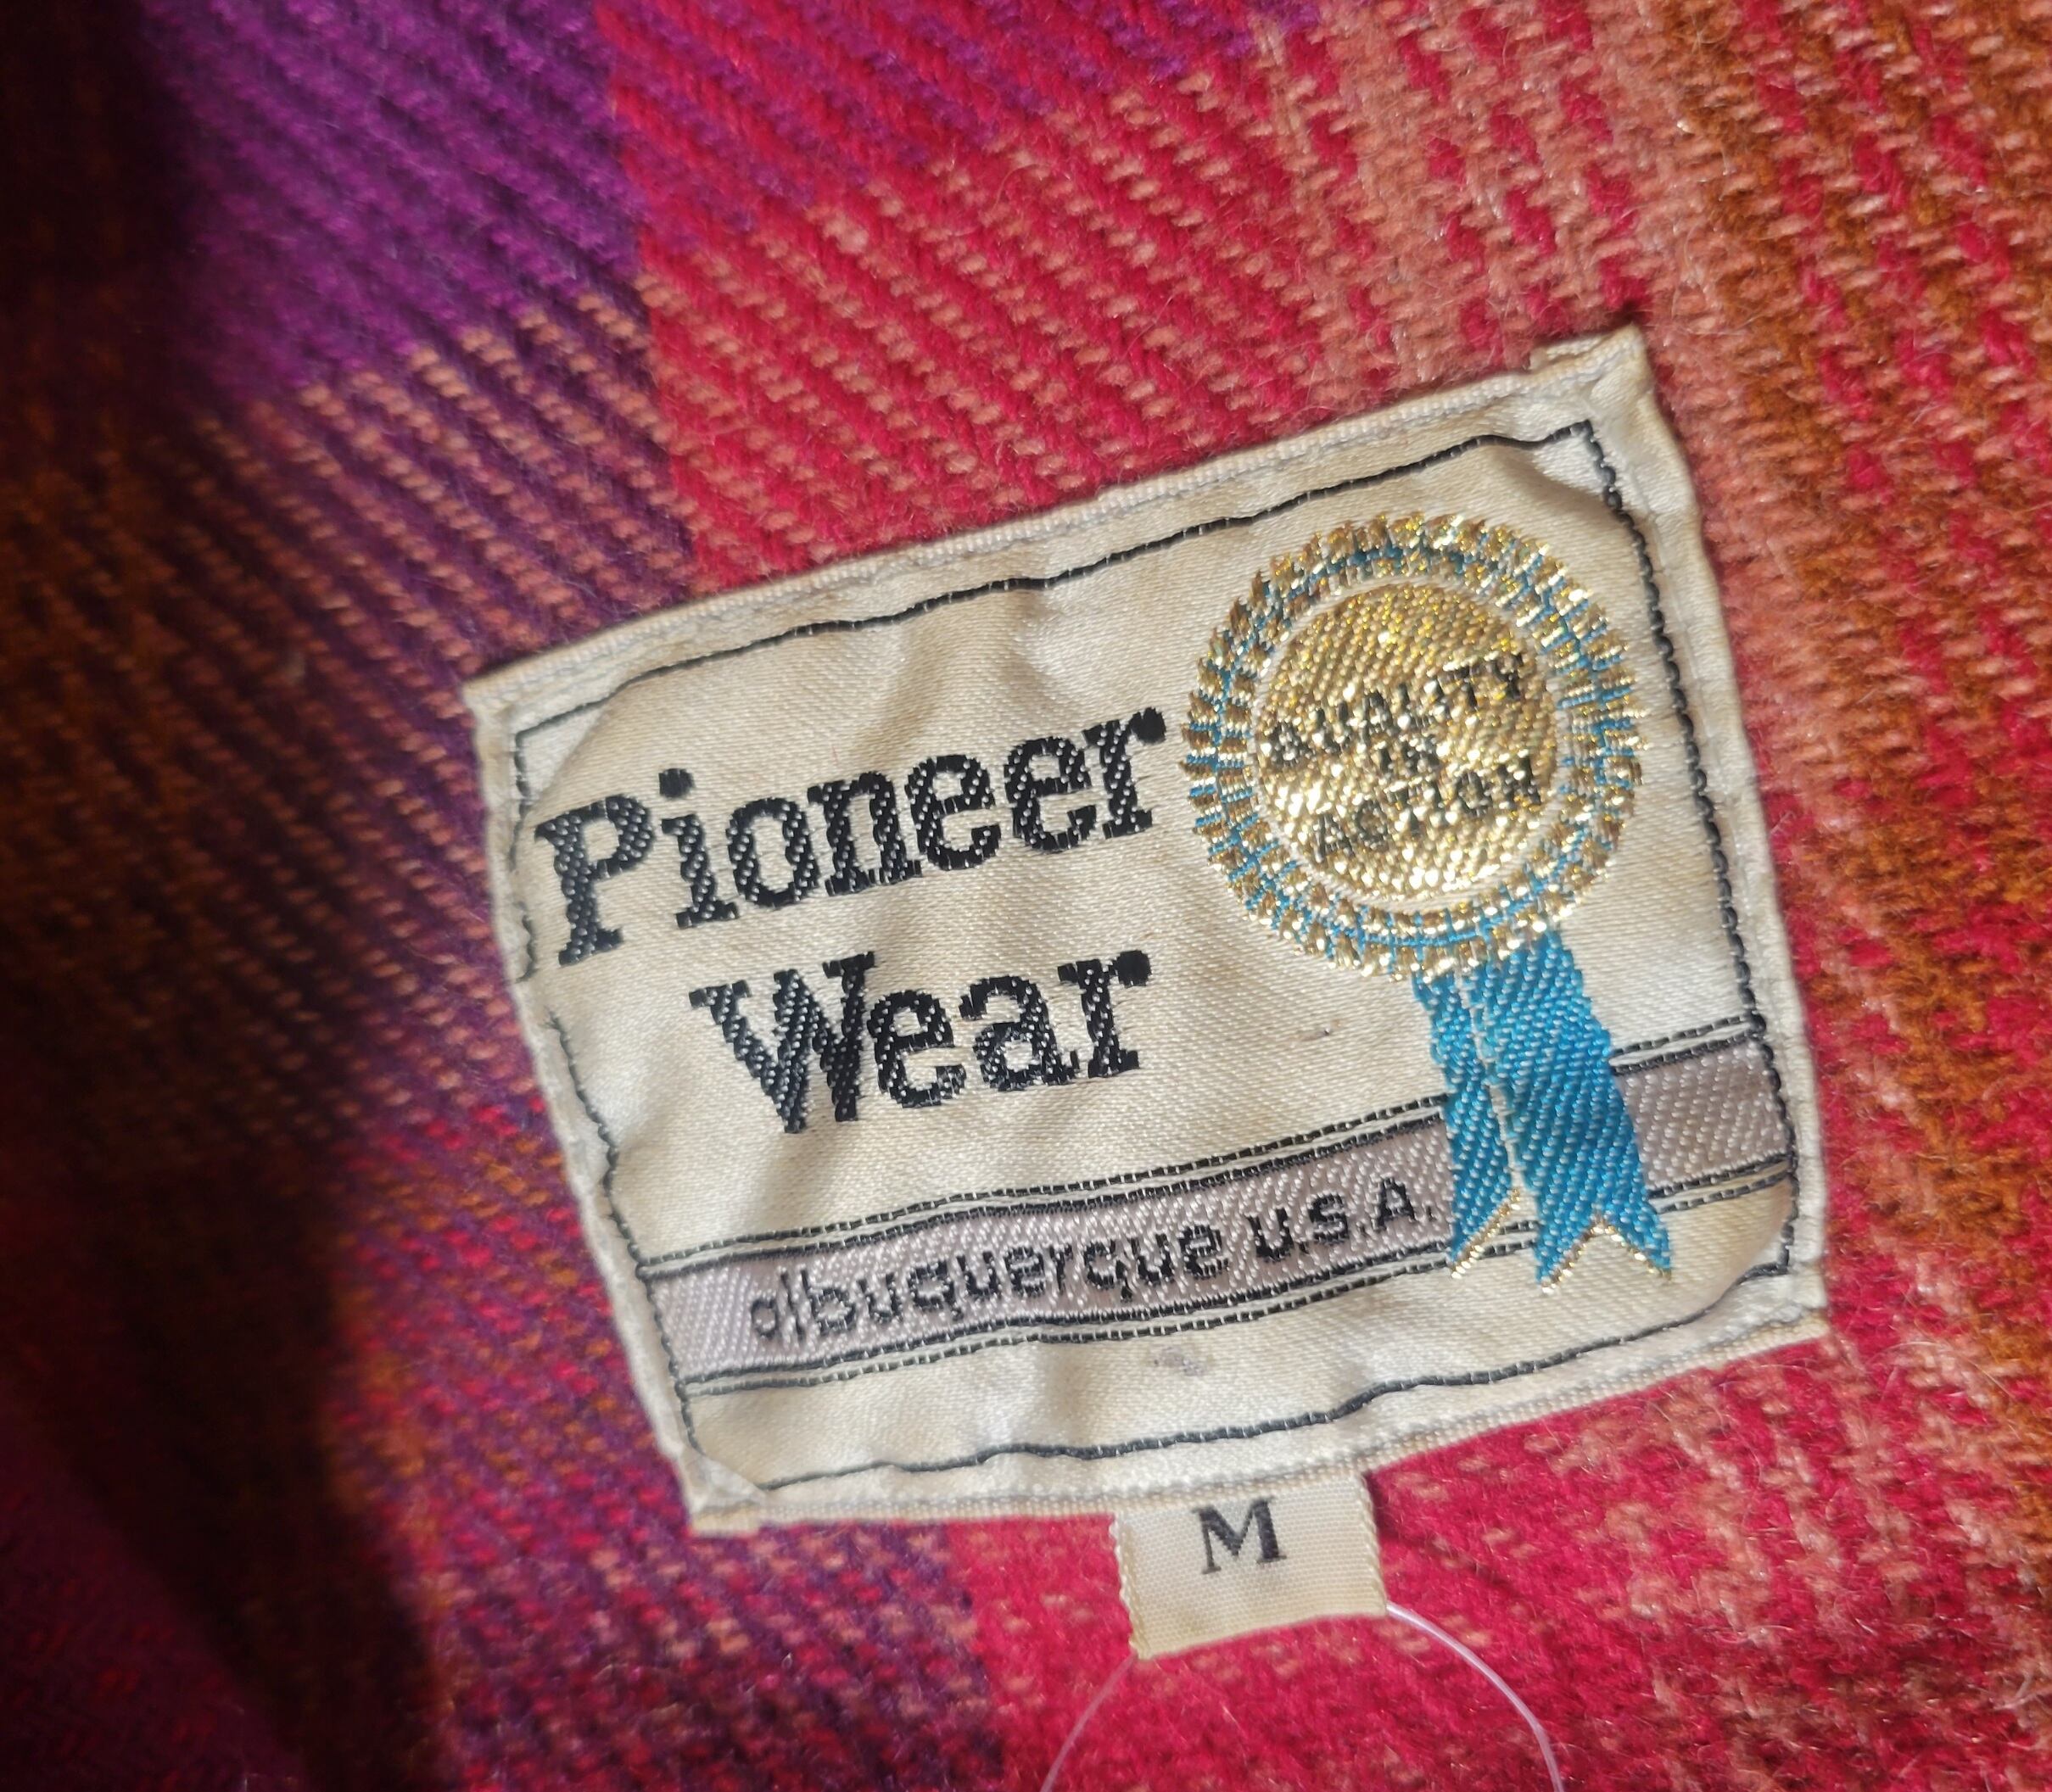 Pioneer
Wear
QUALITY
IN
ACTION
albuquerque u.s.A.
M